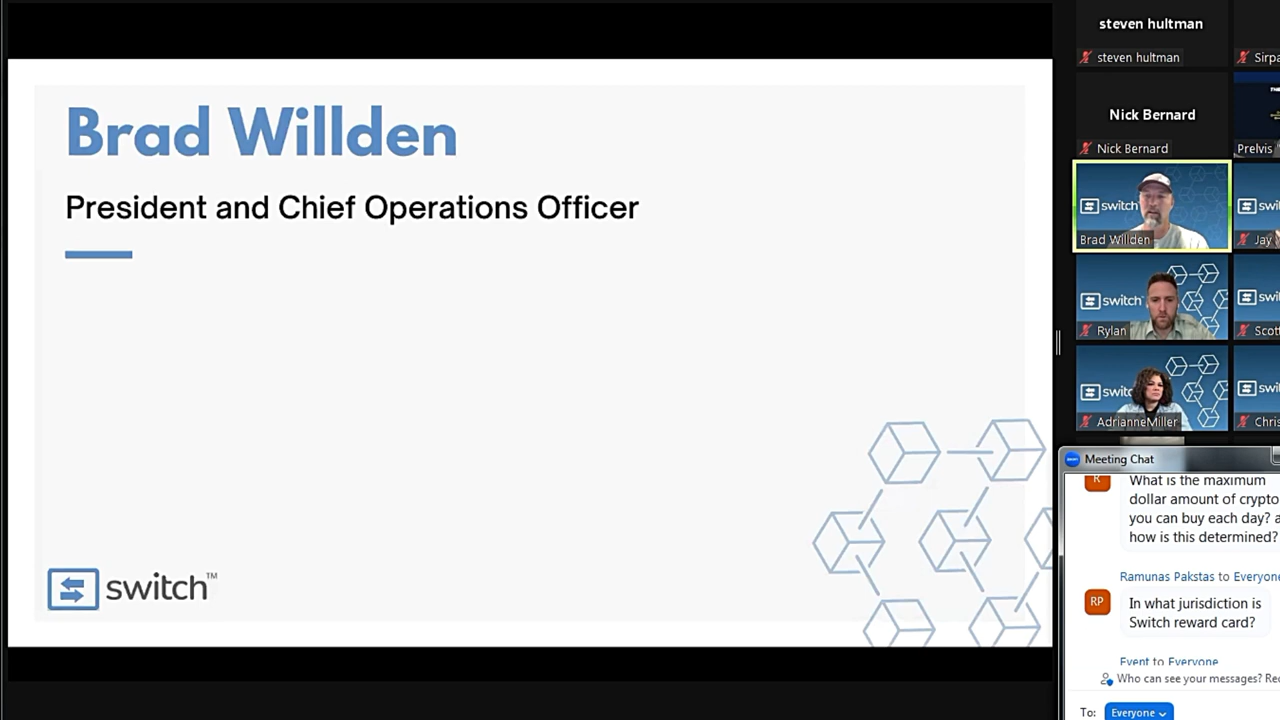 Brad Willden
President and Chief Operations Officer
switch™
steven hultman
steven hultman
Nick Bernard
Nick Bernard
Prelvis
switch
Brad Willden
Jay
switch
Rylan
AdrianneMiller
Meeting Chat
R
What is the maximum
dollar amount of crypto
you can buy each day?
how is this determined?
Ramunas Pakstas to Everyone
RP
In what jurisdiction is
Switch reward card?
Event to Everyone
Who can see your messages?
To: Everyone